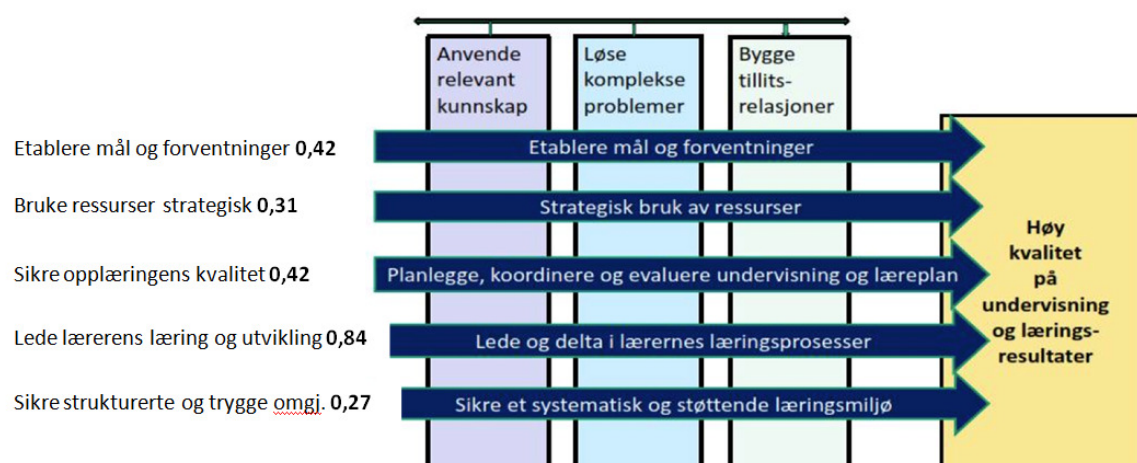 Anvende
relevant
kunnskap
Løse
komplekse
problemer
Bygge
tillits-
relasjoner
Etablere mål og forventninger 0,42
Etablere mål og forventninger
Bruke ressurser strategisk 0,31
Strategisk bruk av ressurser
Sikre opplæringens kvalitet 0,42
Planlegge, koordinere og evaluere undervisning og læreplan
Lede lærerens læring og utvikling 0,84
Lede og delta i lærernes læringsprosesser
Sikre strukturerte og trygge omgj. 0,27
Sikre et systematisk og støttende læringsmiljø
Høy
kvalitet
på
undervisning
og lærings-
resultater